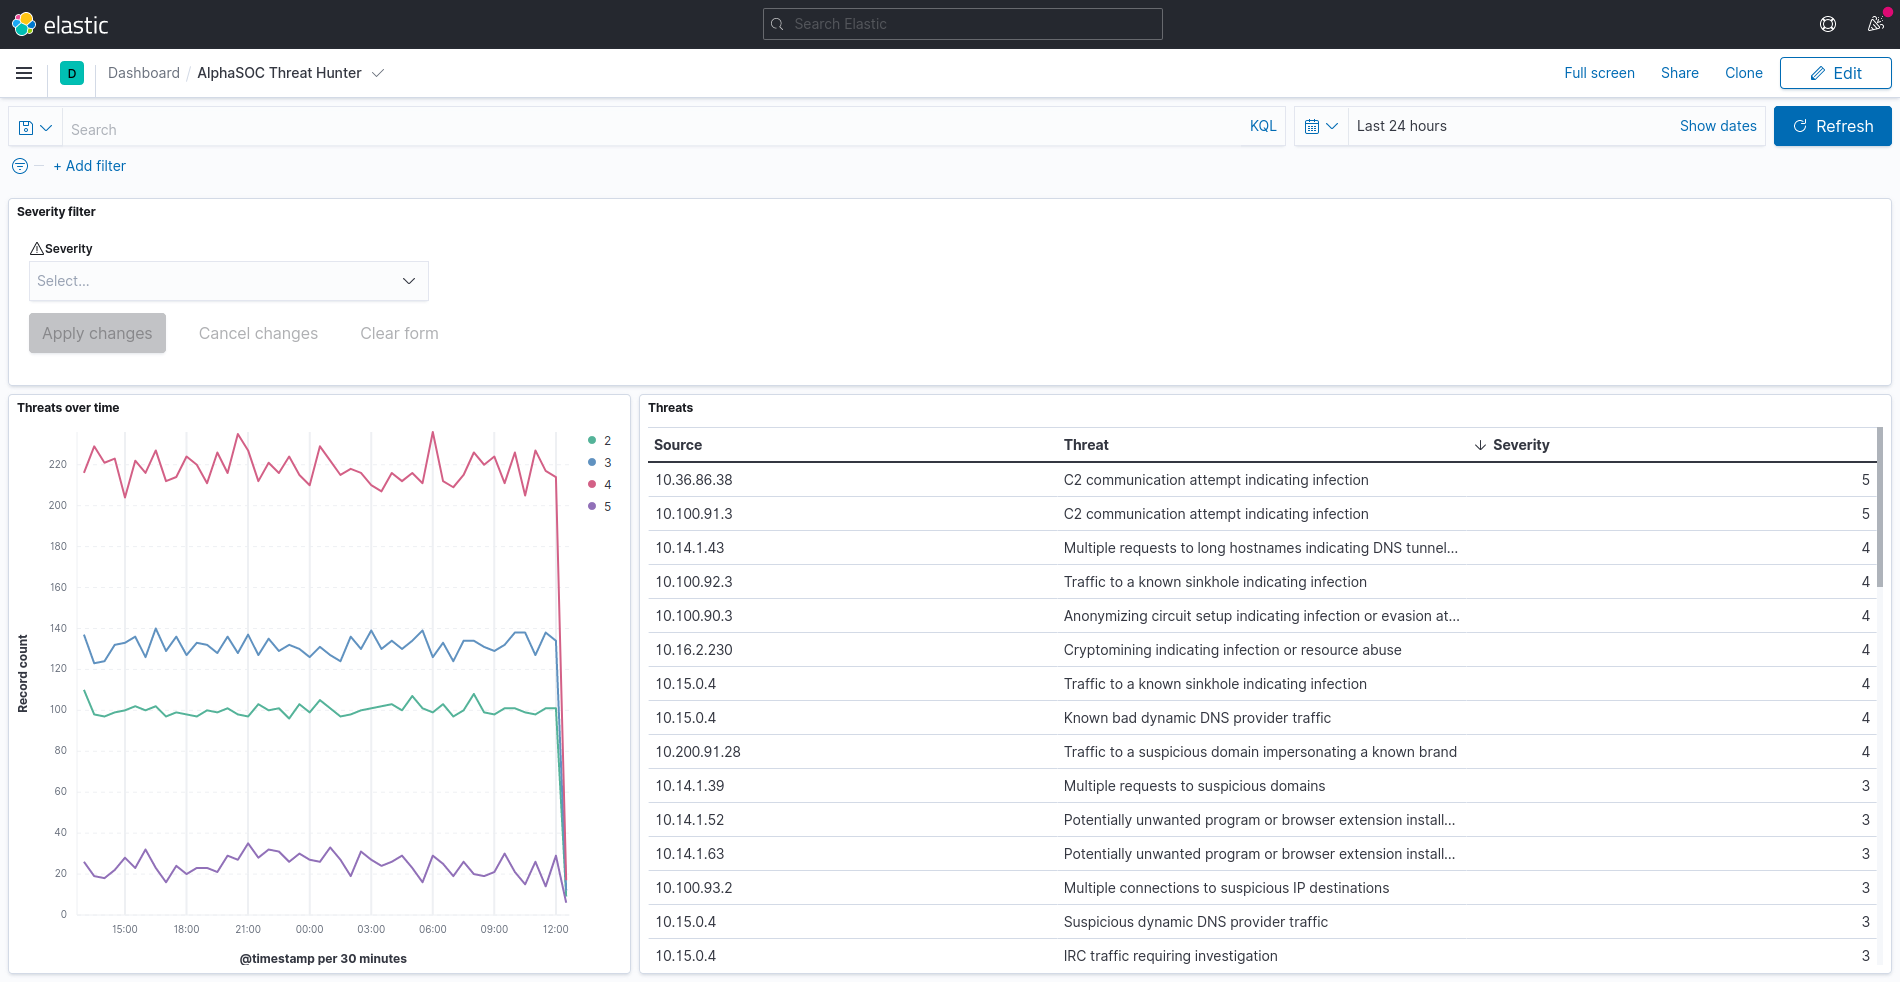 elastic
Search Elastic
D
Dashboard / AlphaSOC Threat Hunter
Full screen
Share
Clone
Edit
Search
KQL
Last 24 hours
Show dates
Refresh
+ Add filter
Severity filter
Severity
Select...
Apply changes
Cancel changes
Clear form
Threats over time
2
3
4
5
220
200
180
160
140
120
100
80
60
40
20
0
Record count
15:00 18:00 21:00 00:00 03:00 06:00 09:00 12:00
@timestamp per 30 minutes
Threats
Source Threat Severity
10.36.86.38 C2 communication attempt indicating infection 5
10.100.91.3 C2 communication attempt indicating infection 5
10.14.1.43 Multiple requests to long hostnames indicating DNS tunnel... 4
10.100.92.3 Traffic to a known sinkhole indicating infection 4
10.100.90.3 Anonymizing circuit setup indicating infection or evasion at... 4
10.16.2.230 Cryptomining indicating infection or resource abuse 4
10.15.0.4 Traffic to a known sinkhole indicating infection 4
10.15.0.4 Known bad dynamic DNS provider traffic 4
10.200.91.28 Traffic to a suspicious domain impersonating a known brand 4
10.14.1.39 Multiple requests to suspicious domains 3
10.14.1.52 Potentially unwanted program or browser extension install... 3
10.14.1.63 Potentially unwanted program or browser extension install... 3
10.100.93.2 Multiple connections to suspicious IP destinations 3
10.15.0.4 Suspicious dynamic DNS provider traffic 3
10.15.0.4 IRC traffic requiring investigation 3